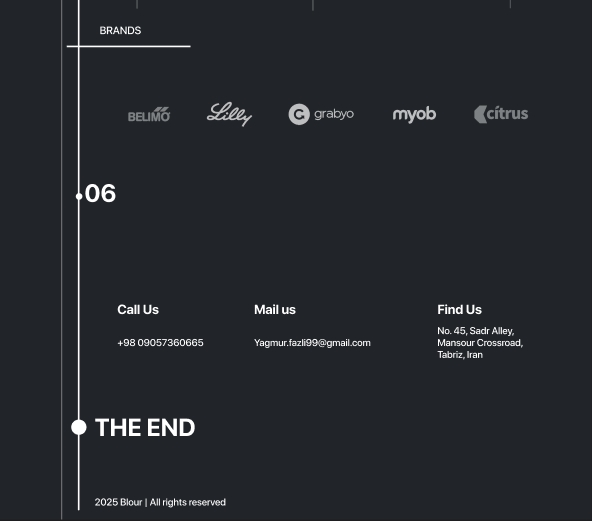 BRANDS
BELIMO
Lilly
C grabyo
myob
citrus
06
Call Us
Mail us
Find Us
+98 09057360665
Yagmur.fazli99@gmail.com
No. 45, Sadr Alley,
Mansour Crossroad,
Tabriz, Iran
THE END
2025 Blour | All rights reserved